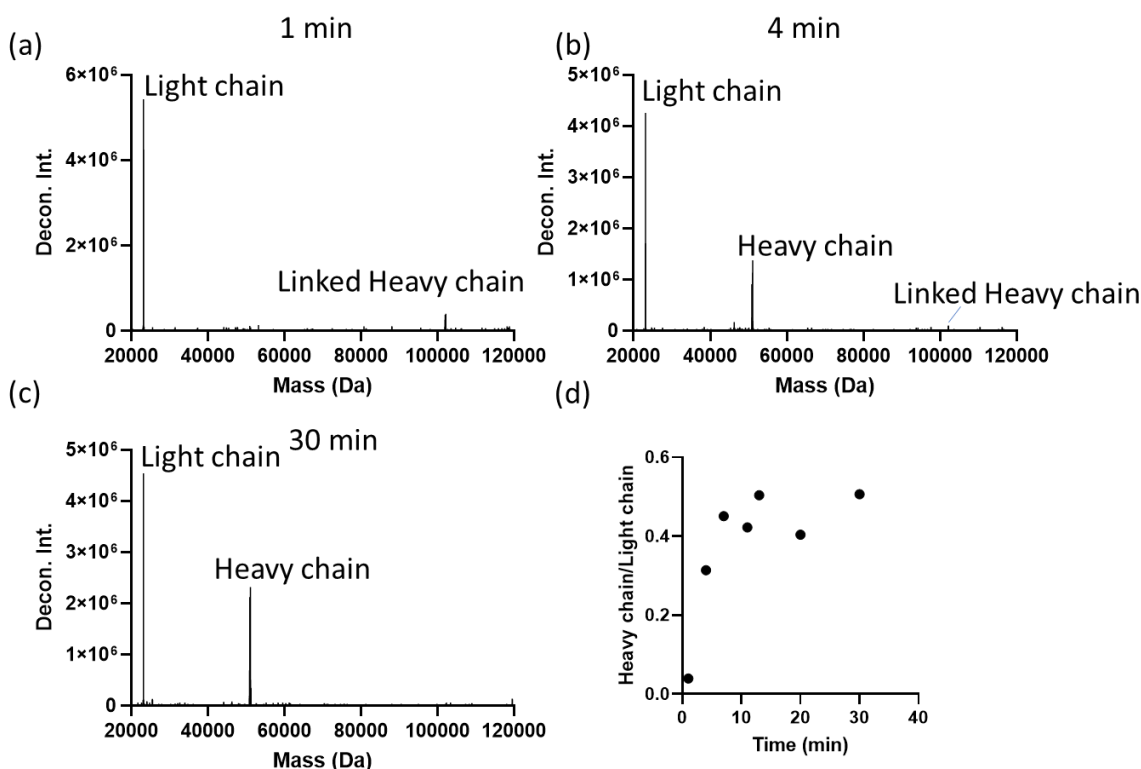 1 min
(a)
6×10⁶
4×10⁶
2×10⁶
0
Decon. Int.
Light chain
Linked Heavy chain
20000 40000 60000 80000 100000 120000
Mass (Da)
4 min
(b)
5×10⁶
4×10⁶
3×10⁶
2×10⁶
1×10⁶
0
Decon. Int.
Light chain
Heavy chain
Linked Heavy chain
20000 40000 60000 80000 100000 120000
Mass (Da)
(c)
30 min
5×10⁶
4×10⁶
3×10⁶
2×10⁶
1×10⁶
0
Decon. Int.
Light chain
Heavy chain
20000 40000 60000 80000 100000 120000
Mass (Da)
(d)
0.6
0.4
0.2
0.0
Heavy chain/Light chain
0 10 20 30 40
Time (min)